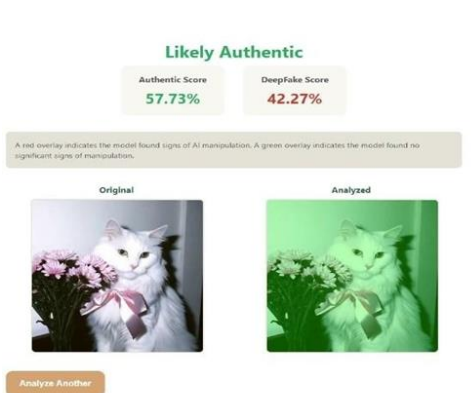 Likely Authentic
Authentic Score
57.73%
DeepFake Score
42.27%
A red overlay indicates the model found signs of AI manipulation. A green overlay indicates the model found no
significant signs of manipulation.
Original
Analyzed
Analyze Another